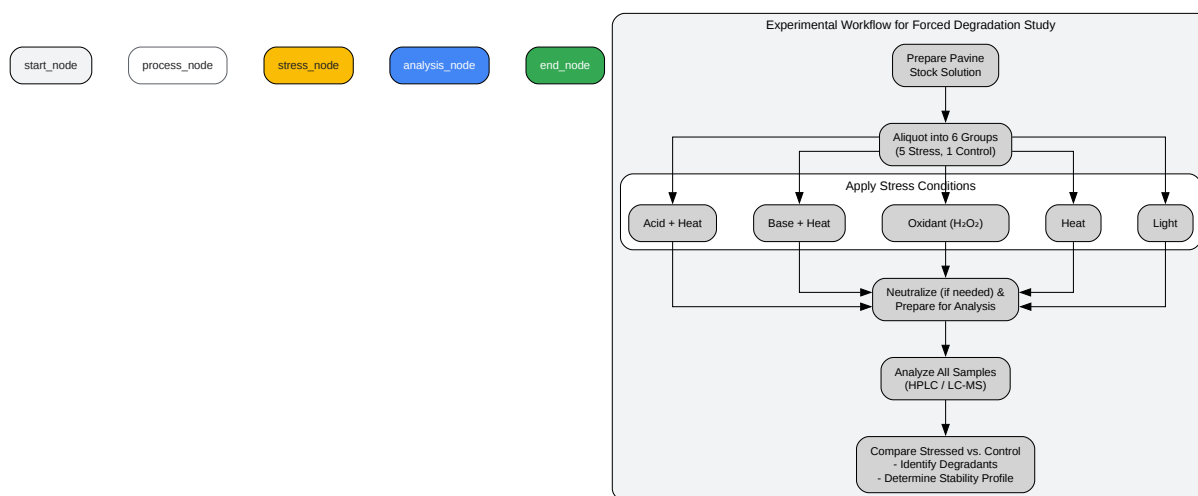 start_node
process_node
stress_node
analysis_node
end_node
Experimental Workflow for Forced Degradation Study
Prepare Pavine
Stock Solution
Aliquot into 6 Groups
(5 Stress, 1 Control)
Apply Stress Conditions
Acid + Heat
Base + Heat
Oxidant (H₂O₂)
Heat
Light
Neutralize (if needed) &
Prepare for Analysis
Analyze All Samples
(HPLC / LC-MS)
Compare Stressed vs. Control
- Identify Degradants
- Determine Stability Profile